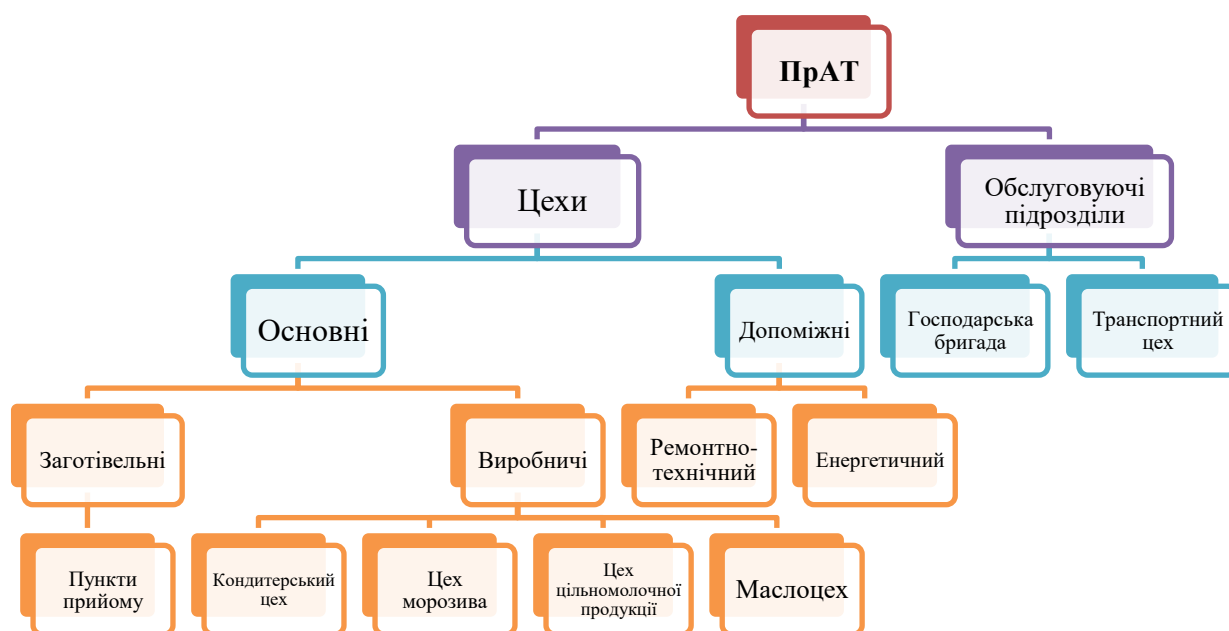 ПрАТ
Цехи
Обслуговуючі
підрозділи
Основні
Допоміжні
Господарська
бригада
Транспортний
цех
Заготівельні
Виробничі
Ремонтно-
технічний
Енергетичний
Пункти
прийому
Кондитерський
цех
Цех
морозива
Цех
цільномолочної
продукції
Маслоцех